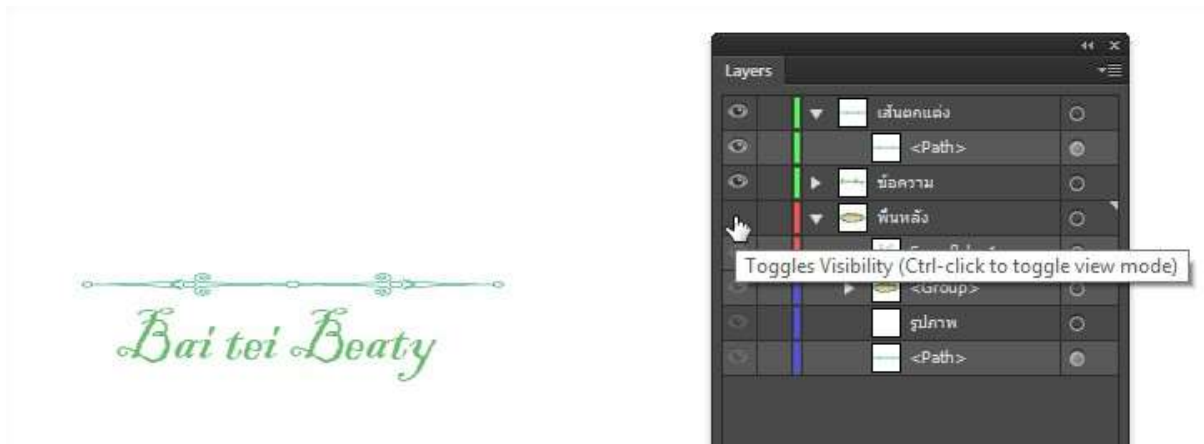 Layers
เส้นตกแต่ง
<Path>
ข้อความ
พื้นหลัง
Toggles Visibility (Ctrl-click to toggle view mode)
<Group>
รูปภาพ
<Path>
Bai tei Beaty